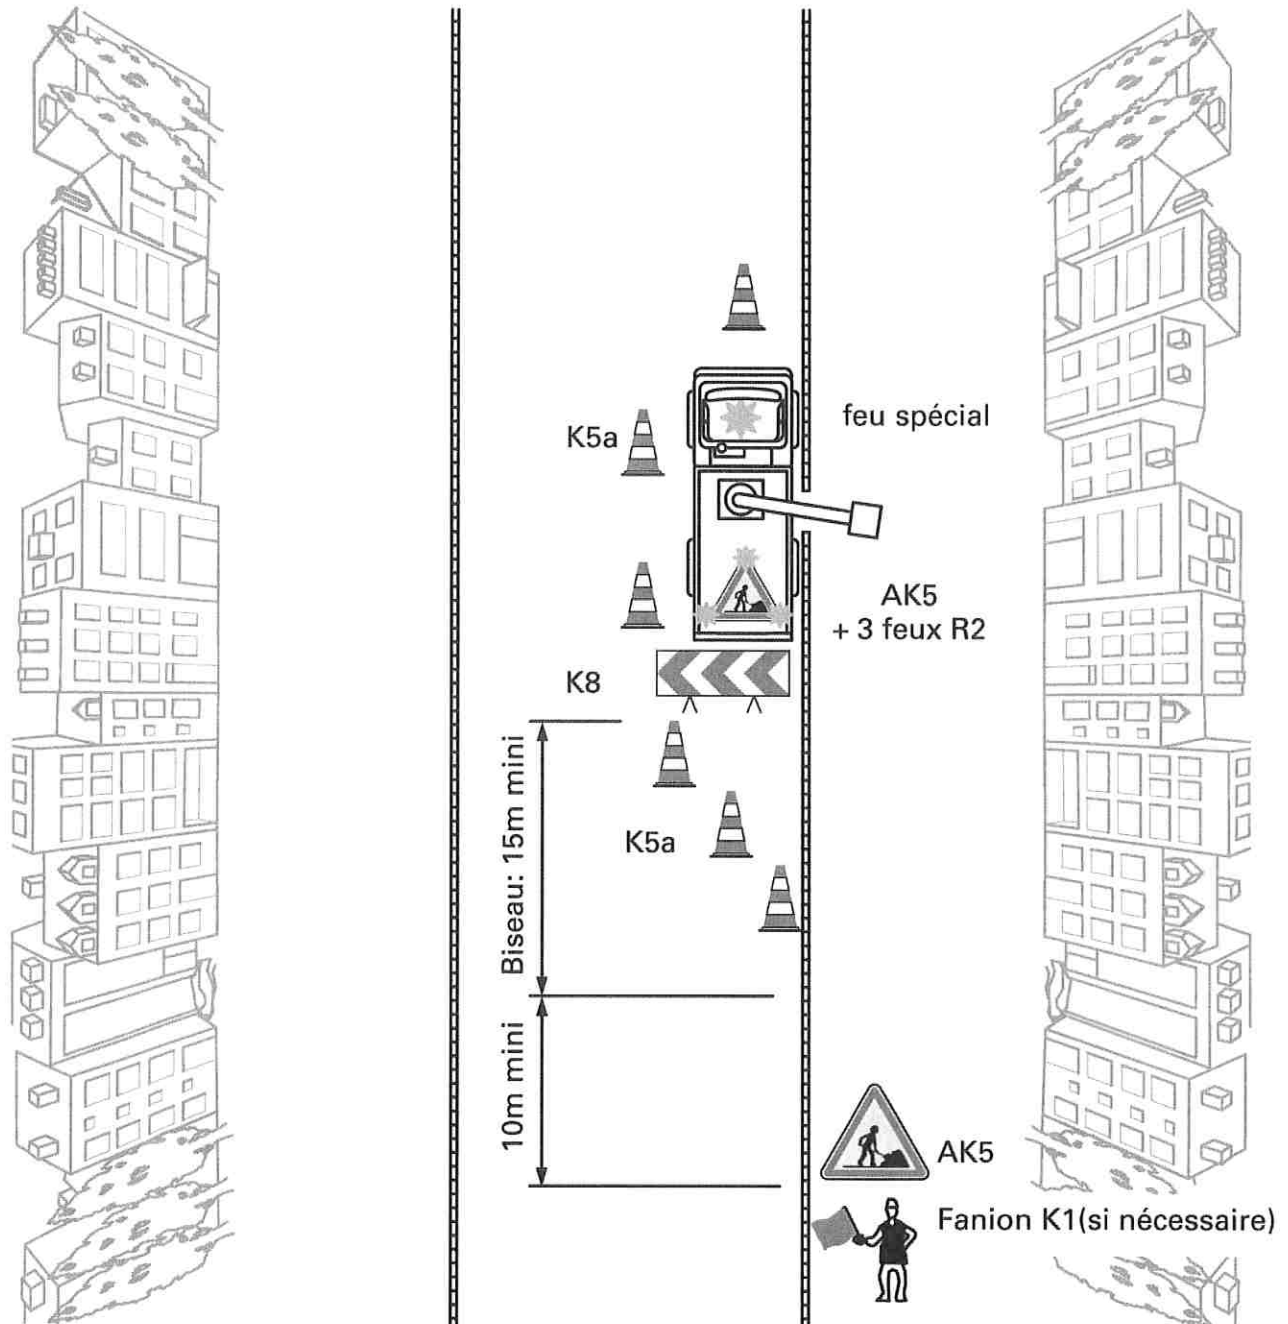 feu spécial
K5a
AK5
+ 3 feux R2
K8
Biseau: 15m mini
K5a
10m mini
AK5
Fanion K1(si nécessaire)